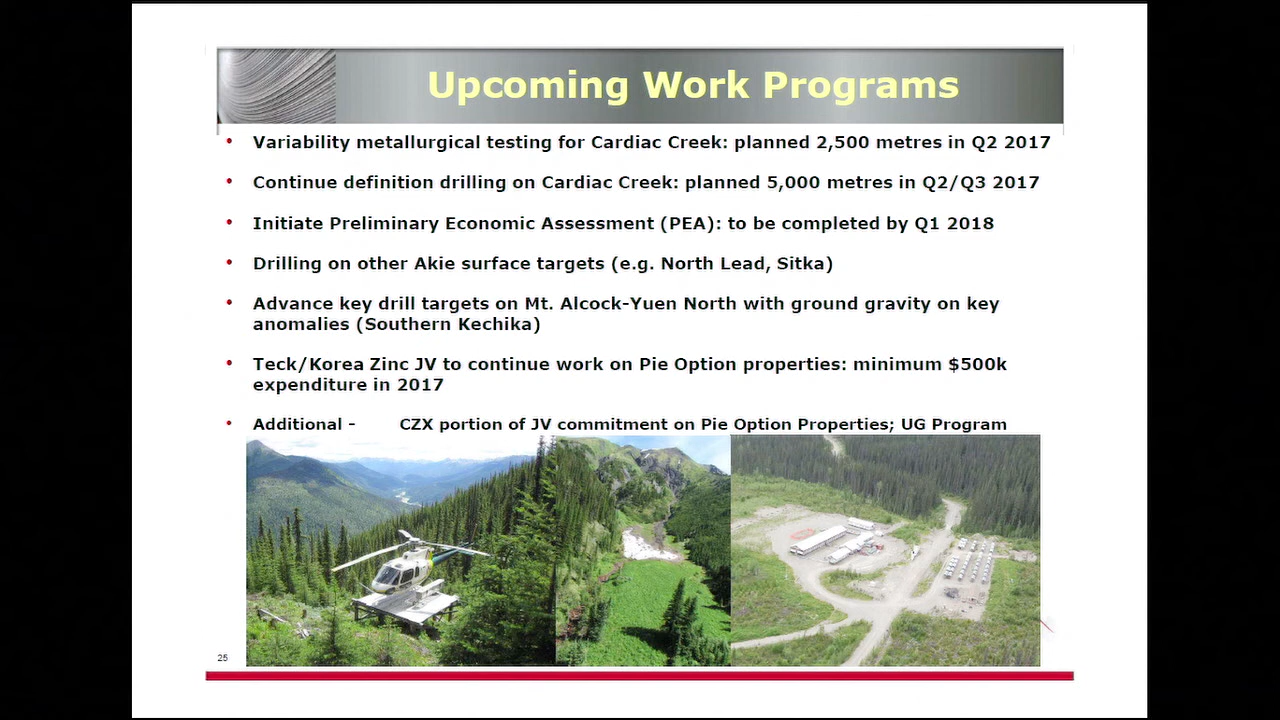 Upcoming Work Programs
• Variability metallurgical testing for Cardiac Creek: planned 2,500 metres in Q2 2017
• Continue definition drilling on Cardiac Creek: planned 5,000 metres in Q2/Q3 2017
• Initiate Preliminary Economic Assessment (PEA): to be completed by Q1 2018
• Drilling on other Akie surface targets (e.g. North Lead, Sitka)
• Advance key drill targets on Mt. Alcock-Yuen North with ground gravity on key
anomalies (Southern Kechika)
• Teck/Korea Zinc JV to continue work on Pie Option properties: minimum $500k
expenditure in 2017
• Additional - CZX portion of JV commitment on Pie Option Properties; UG Program
25